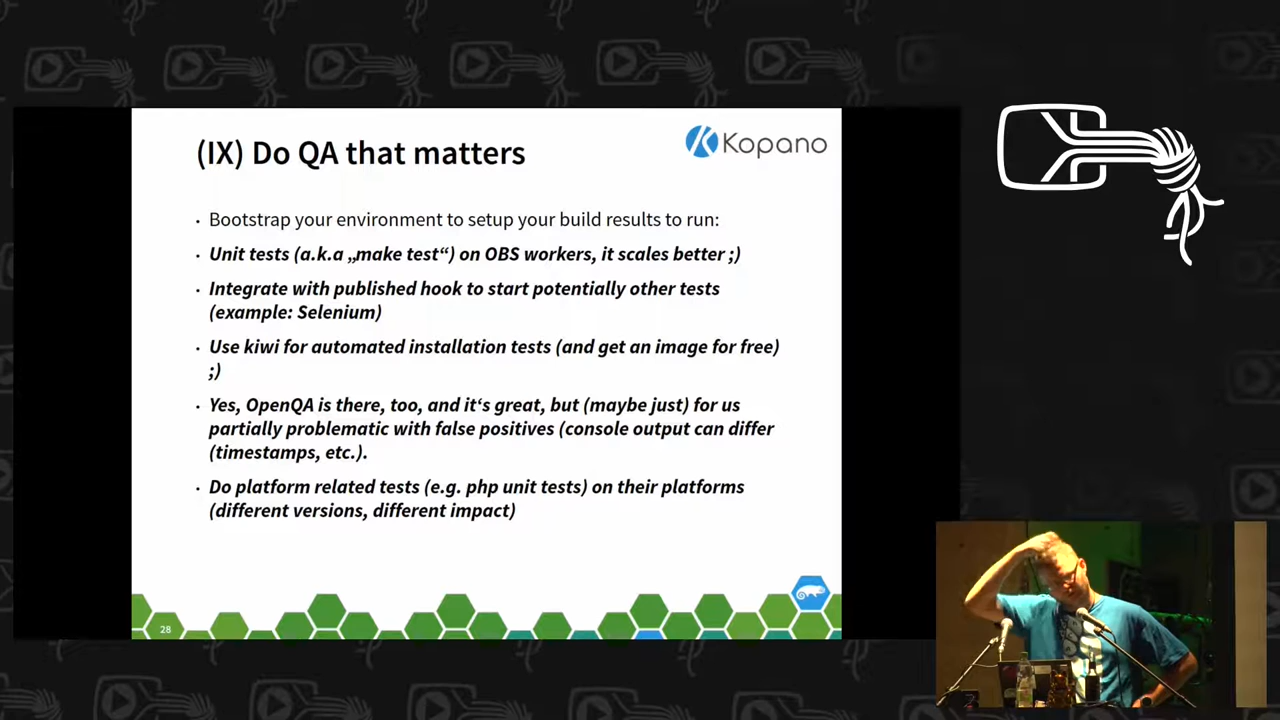 (IX) Do QA that matters
Kopano
· Bootstrap your environment to setup your build results to run:
· Unit tests (a.k.a „make test“) on OBS workers, it scales better ;)
· Integrate with published hook to start potentially other tests
(example: Selenium)
· Use kiwi for automated installation tests (and get an image for free)
;)
· Yes, OpenQA is there, too, and it‘s great, but (maybe just) for us
partially problematic with false positives (console output can differ
(timestamps, etc.).
· Do platform related tests (e.g. php unit tests) on their platforms
(different versions, different impact)
28